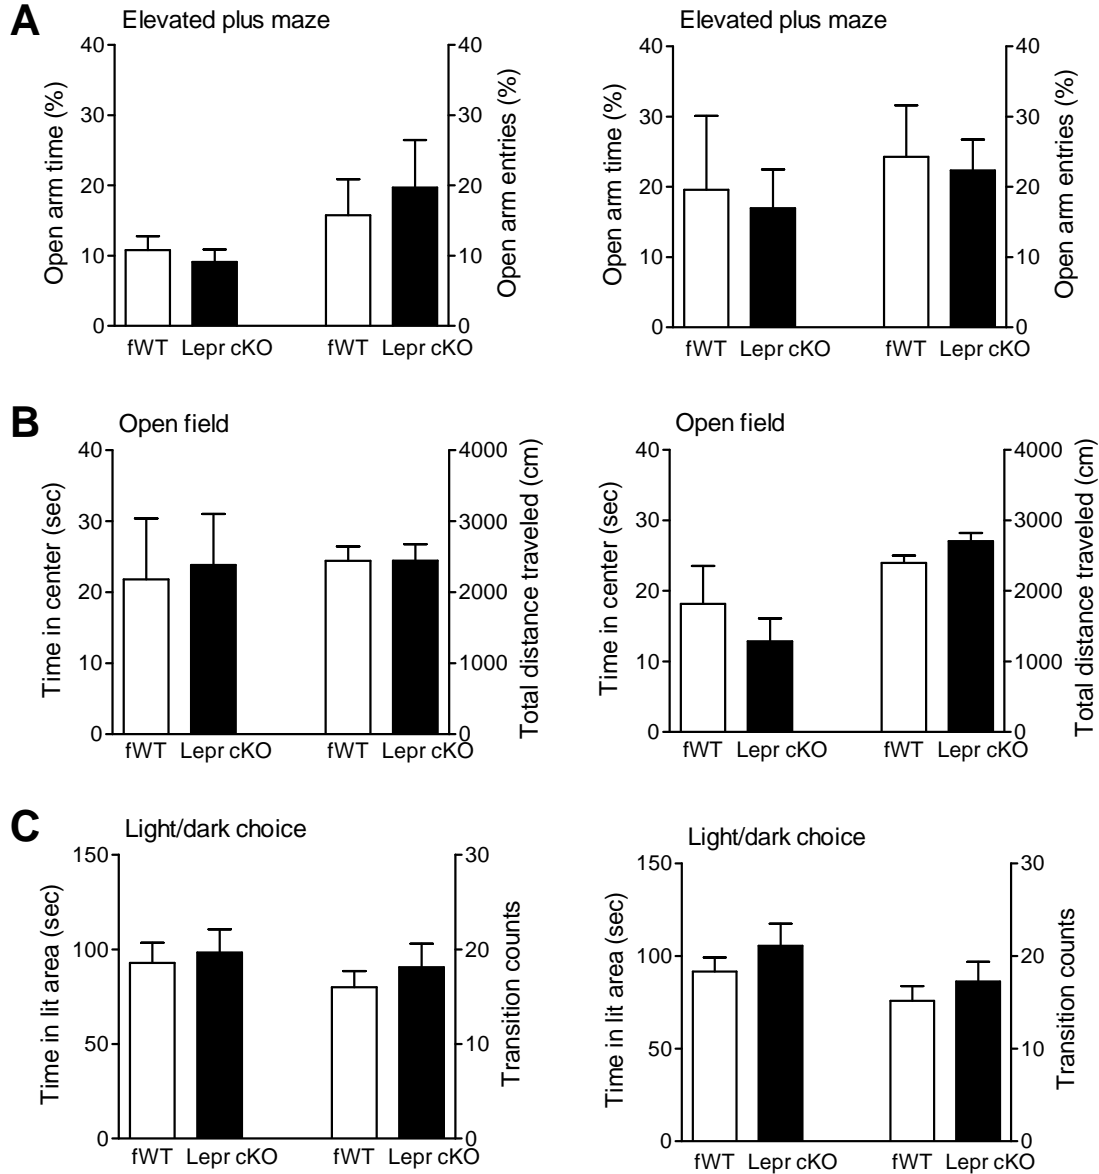 A
Elevated plus maze
Open arm time (%)
40
30
20
10
0
40
30
20
10
0
Open arm entries (%)
fWT Lepr cKO fWT Lepr cKO
Elevated plus maze
Open arm time (%)
40
30
20
10
0
40
30
20
10
0
Open arm entries (%)
fWT Lepr cKO fWT Lepr cKO
B
Open field
Time in center (sec)
40
30
20
10
0
4000
3000
2000
1000
0
Total distance traveled (cm)
fWT Lepr cKO fWT Lepr cKO
Open field
Time in center (sec)
40
30
20
10
0
4000
3000
2000
1000
0
Total distance traveled (cm)
fWT Lepr cKO fWT Lepr cKO
C
Light/dark choice
Time in lit area (sec)
150
100
50
0
30
20
10
0
Transition counts
fWT Lepr cKO fWT Lepr cKO
Light/dark choice
Time in lit area (sec)
150
100
50
0
30
20
10
0
Transition counts
fWT Lepr cKO fWT Lepr cKO